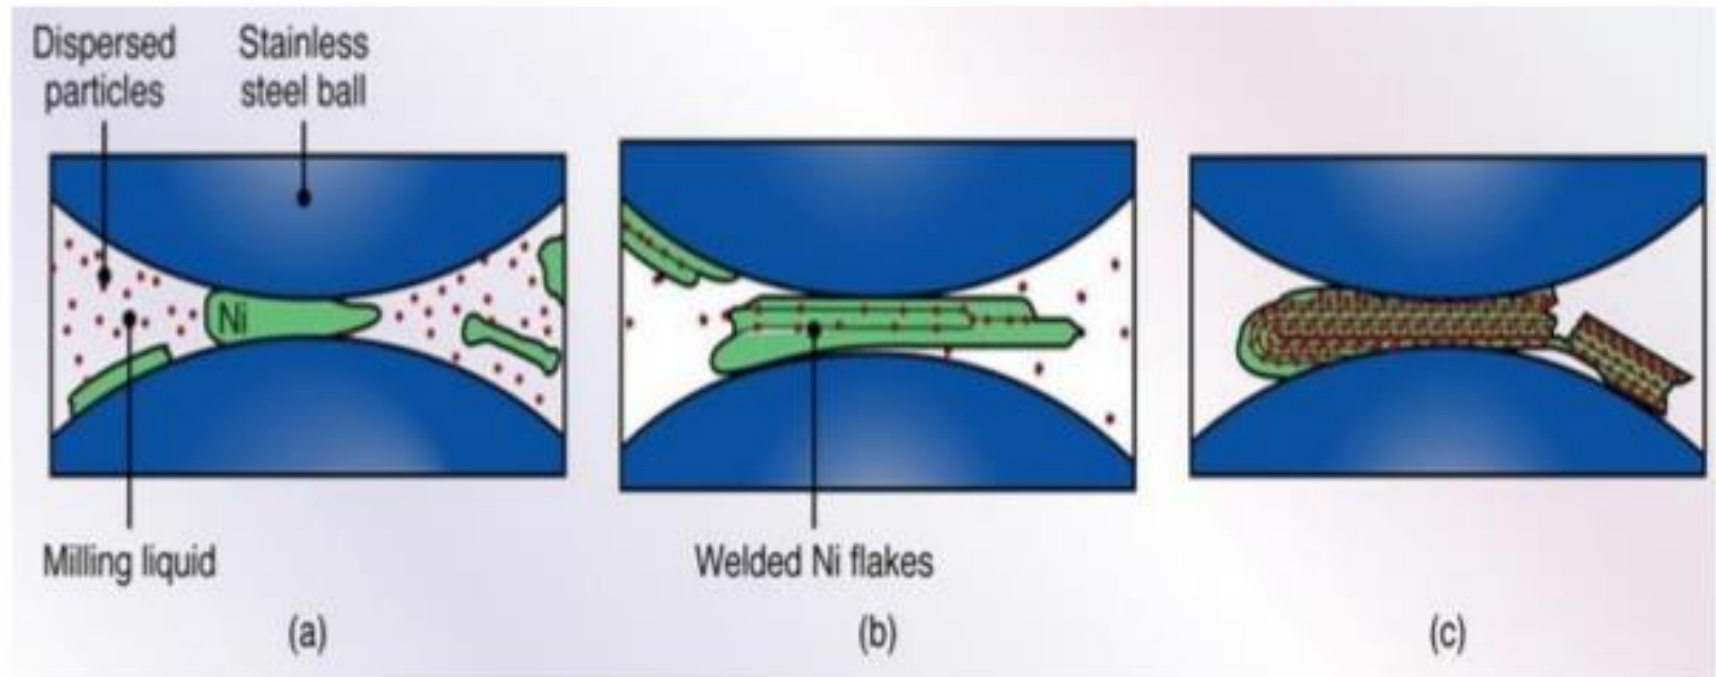 Dispersed
particles
Stainless
steel ball
Ni
Milling liquid
Welded Ni flakes
(a)
(b)
(c)